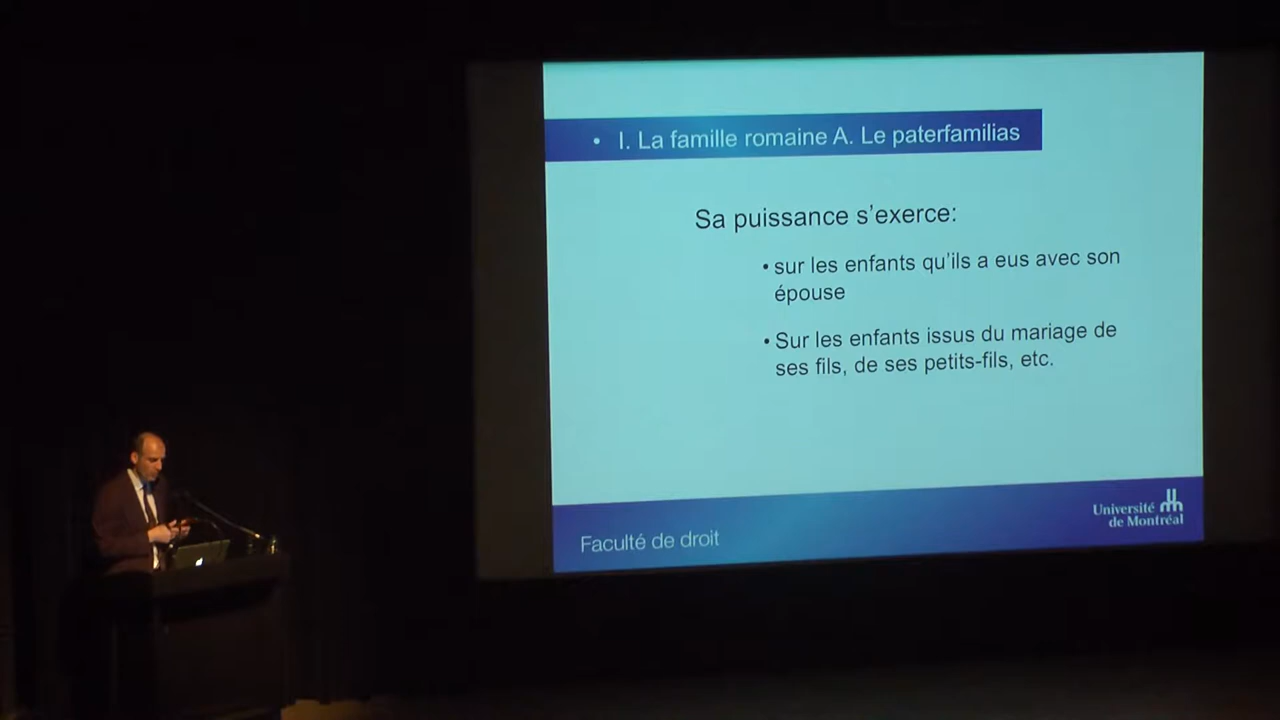 • I. La famille romaine A. Le paterfamilias
Sa puissance s’exerce:
• sur les enfants qu’ils a eus avec son
épouse
• Sur les enfants issus du mariage de
ses fils, de ses petits-fils, etc.
Faculté de droit
Université
de Montréal